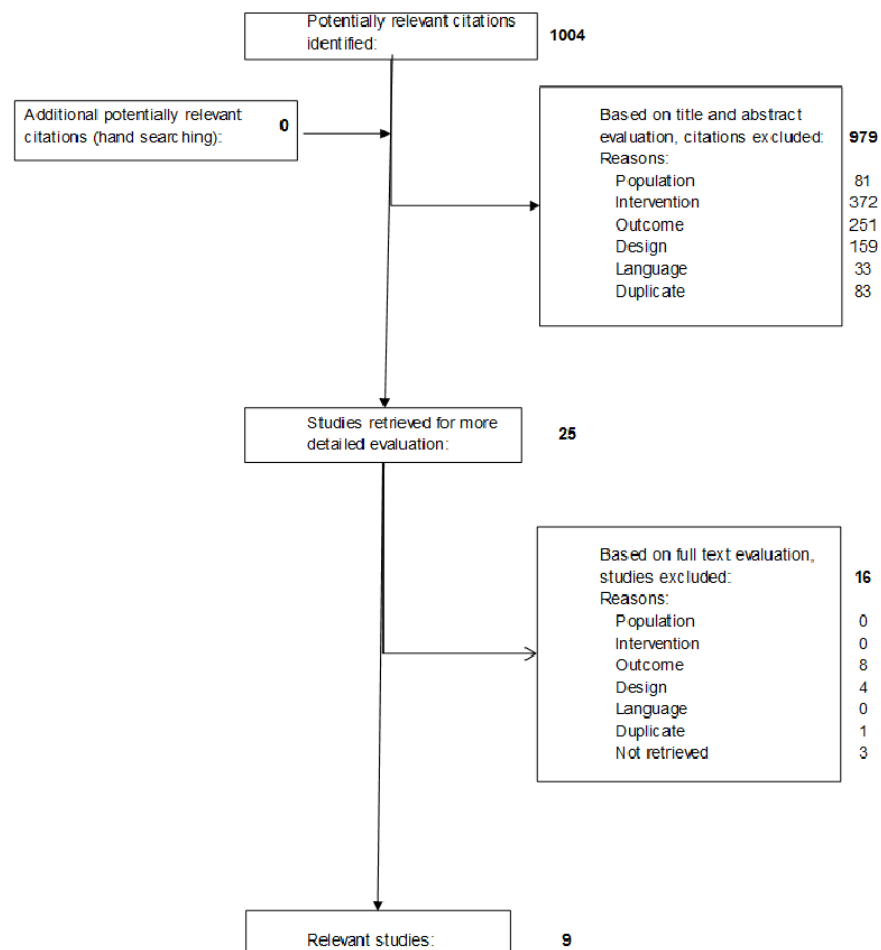 Potentially relevant citations
identified: 1004
Additional potentially relevant
citations (hand searching): 0
Based on title and abstract
evaluation, citations excluded: 979
Reasons:
Population 81
Intervention 372
Outcome 251
Design 159
Language 33
Duplicate 83
Studies retrieved for more
detailed evaluation: 25
Based on full text evaluation,
studies excluded: 16
Reasons:
Population 0
Intervention 0
Outcome 8
Design 4
Language 0
Duplicate 1
Not retrieved 3
Relevant studies: 9